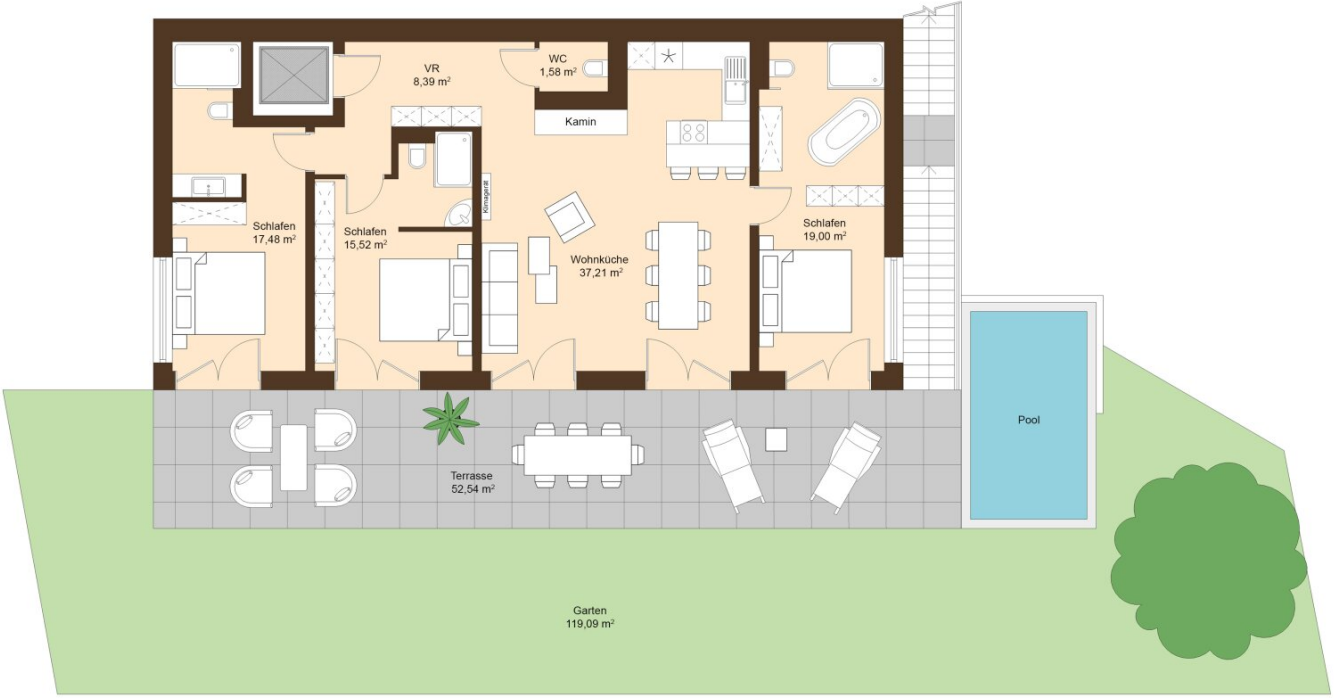 VR
8,39 m²
WC
1,58 m²
Kamin
Klimagerät
Schlafen
17,48 m²
Schlafen
15,52 m²
Wohnküche
37,21 m²
Schlafen
19,00 m²
Pool
Terrasse
52,54 m²
Garten
119,09 m²